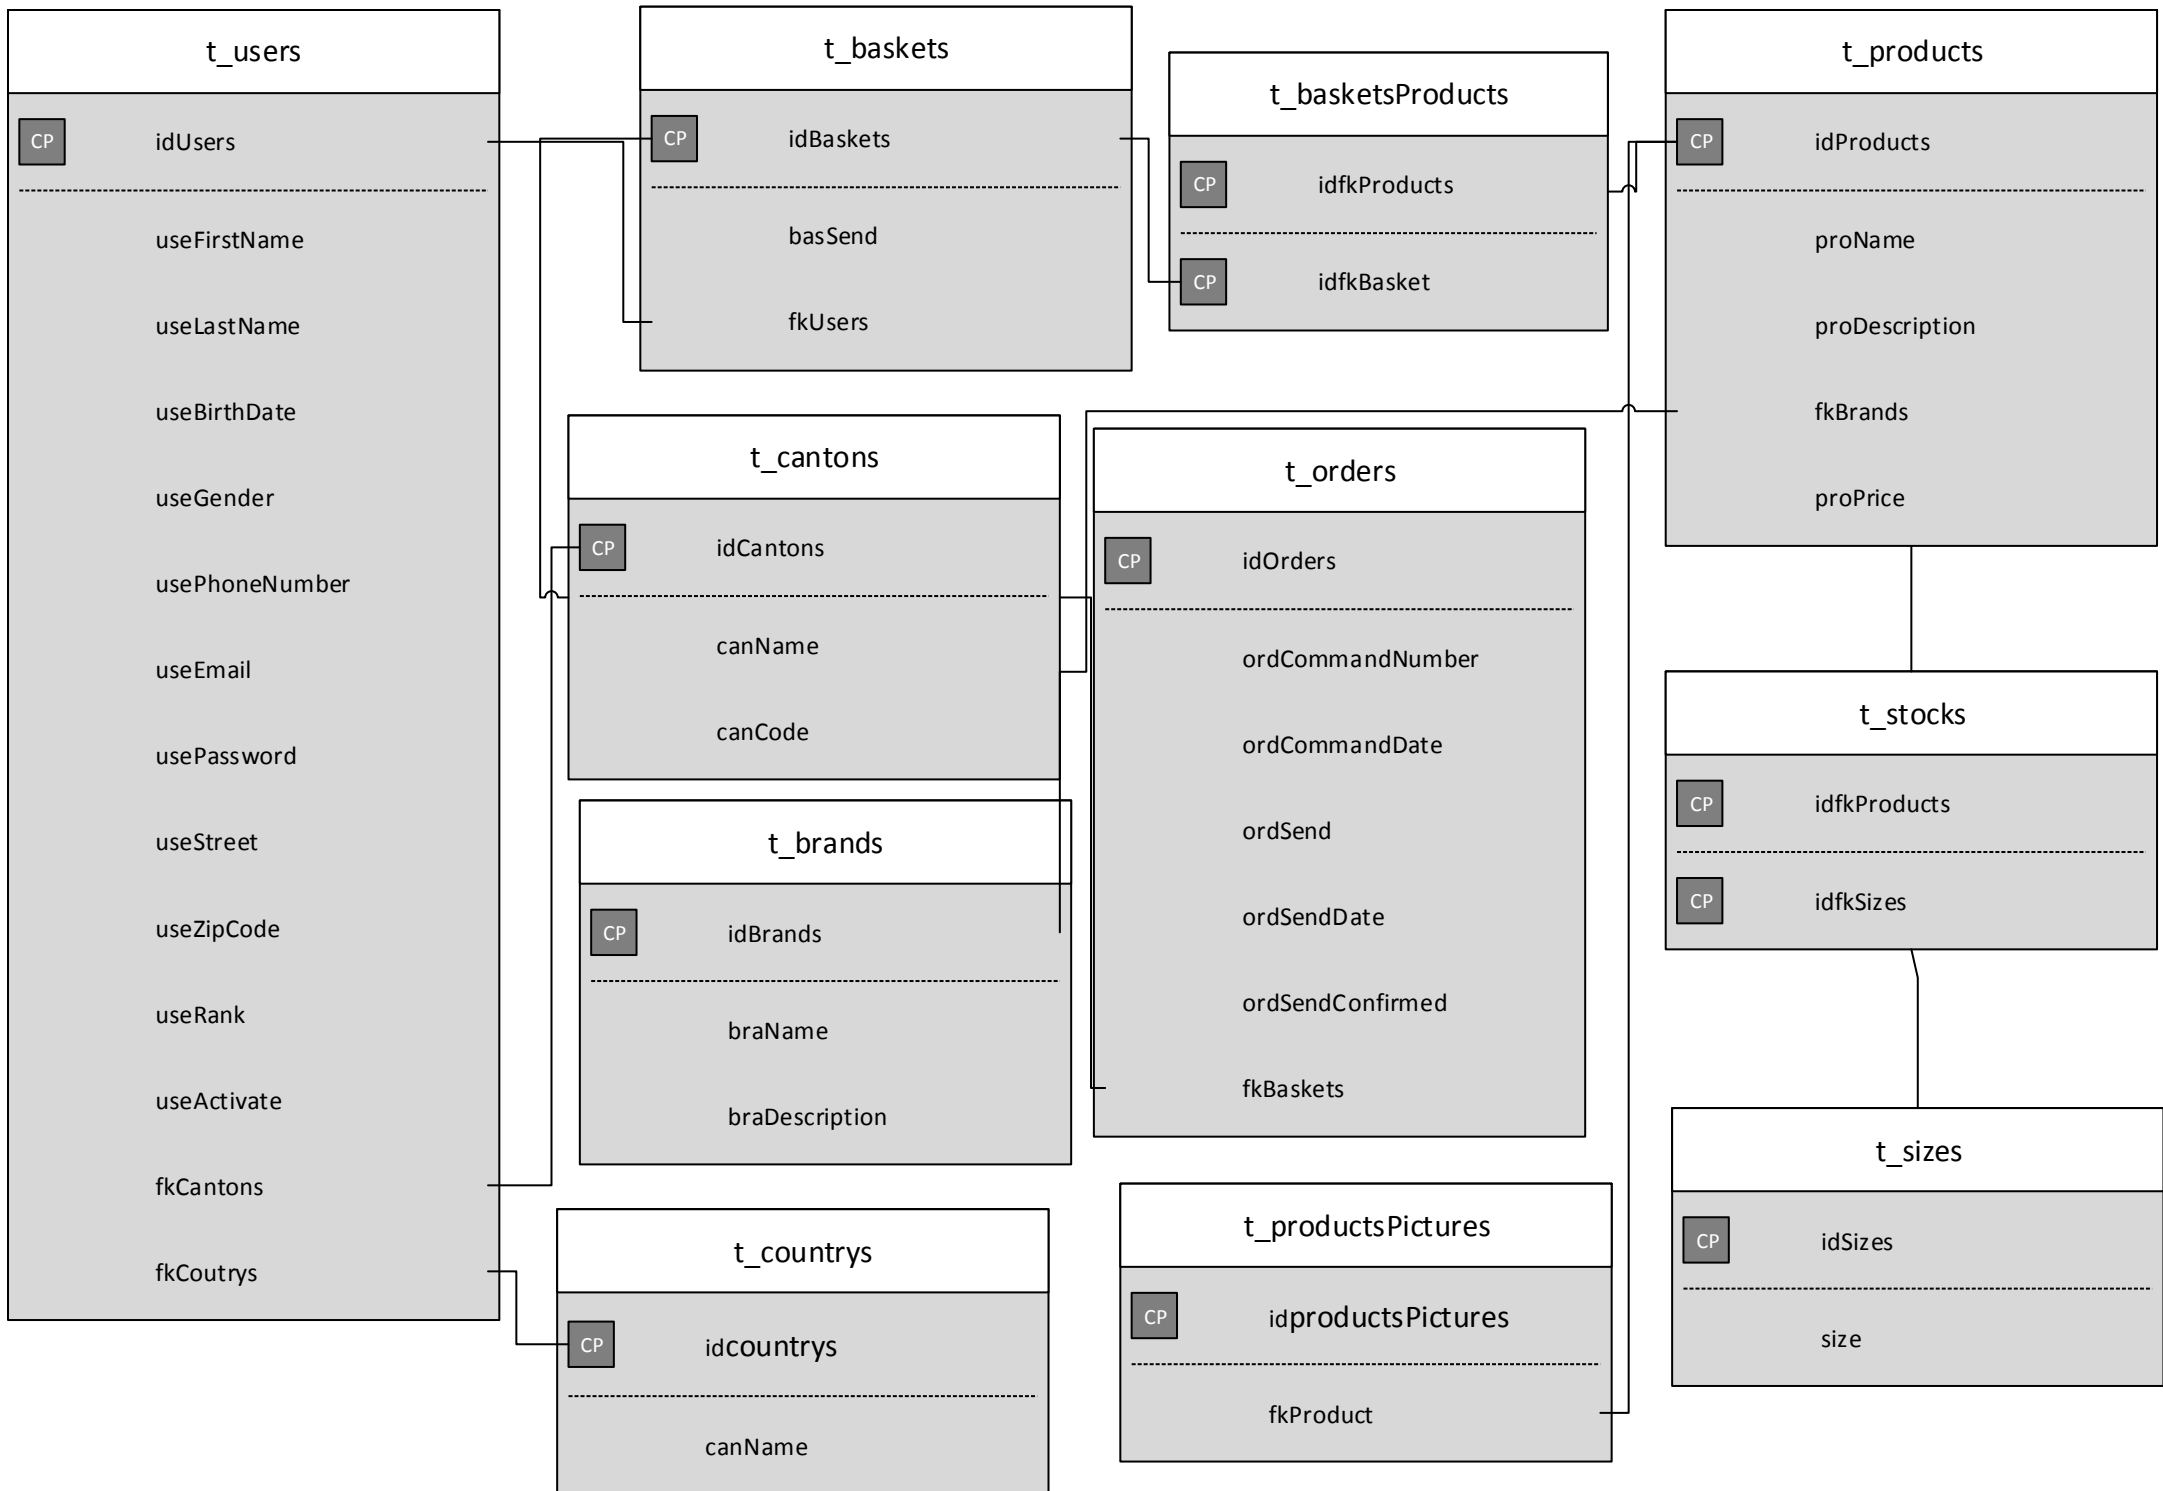 t_users
CP idUsers
useFirstName
useLastName
useBirthDate
useGender
usePhoneNumber
useEmail
usePassword
useStreet
useZipCode
useRank
useActivate
fkCantons
fkCoutrys
t_baskets
CP idBaskets
basSend
fkUsers
t_basketsProducts
CP idfkProducts
CP idfkBasket
t_products
CP idProducts
proName
proDescription
fkBrands
proPrice
t_cantons
CP idCantons
canName
canCode
t_orders
CP idOrders
ordCommandNumber
ordCommandDate
ordSend
ordSendDate
ordSendConfirmed
fkBaskets
t_stocks
CP idfkProducts
CP idfkSizes
t_brands
CP idBrands
braName
braDescription
t_sizes
CP idSizes
size
t_countrys
CP idcountrys
canName
t_productsPictures
CP idproductsPictures
fkProduct